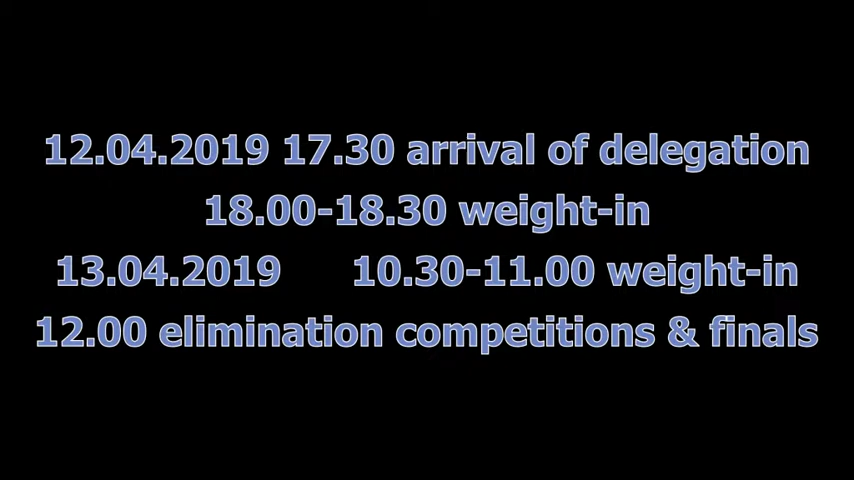 12.04.2019 17.30 arrival of delegation
18.00-18.30 weight-in
13.04.2019 10.30-11.00 weight-in
12.00 elimination competitions & finals